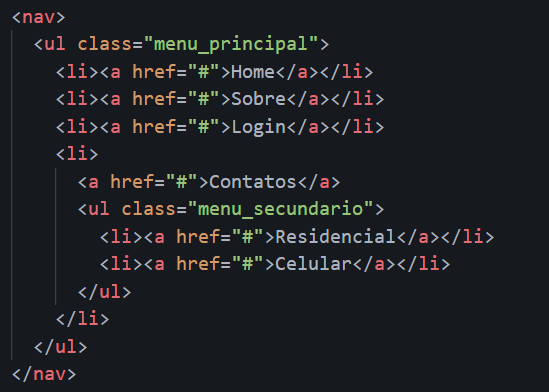 <nav>
<ul class="menu_principal">
<li><a href="#">Home</a></li>
<li><a href="#">Sobre</a></li>
<li><a href="#">Login</a></li>
<li>
<a href="#">Contatos</a>
<ul class="menu_secundario">
<li><a href="#">Residencial</a></li>
<li><a href="#">Celular</a></li>
</ul>
</li>
</ul>
</nav>